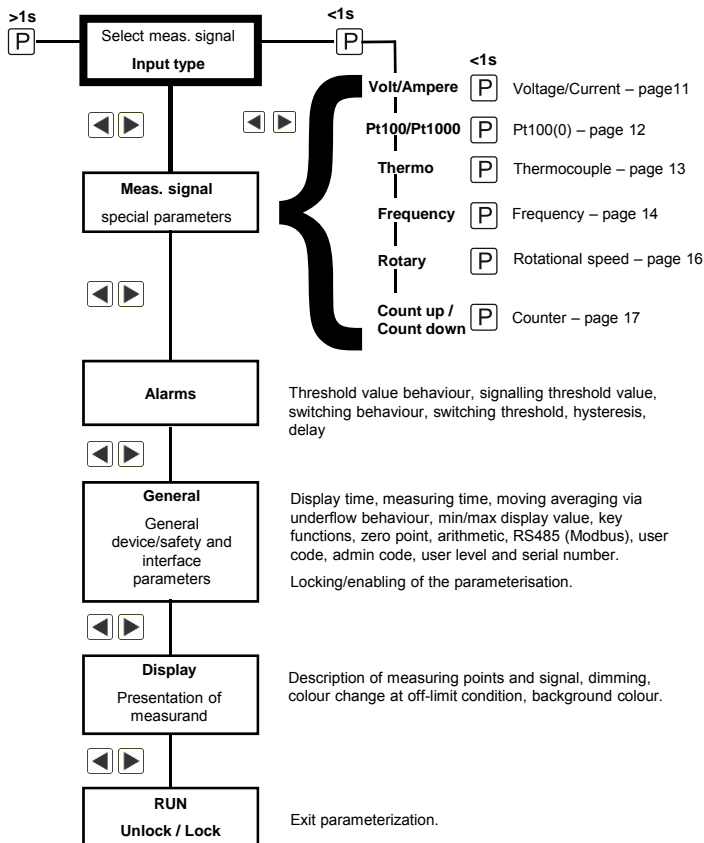 >1s
<1s
P
Select meas. signal
Input type
P
<1s
Volt/Ampere P Voltage/Current – page11
Pt100/Pt1000 P Pt100(0) – page 12
Thermo P Thermocouple – page 13
Frequency P Frequency – page 14
Rotary P Rotational speed – page 16
Count up /
Count down P Counter – page 17
Meas. signal
special parameters
Alarms
Threshold value behaviour, signalling threshold value,
switching behaviour, switching threshold, hysteresis,
delay
General
General
device/safety and
interface
parameters
Display time, measuring time, moving averaging via
underflow behaviour, min/max display value, key
functions, zero point, arithmetic, RS485 (Modbus), user
code, admin code, user level and serial number.
Locking/enabling of the parameterisation.
Display
Presentation of
measurand
Description of measuring points and signal, dimming,
colour change at off-limit condition, background colour.
RUN
Unlock / Lock
Exit parameterization.